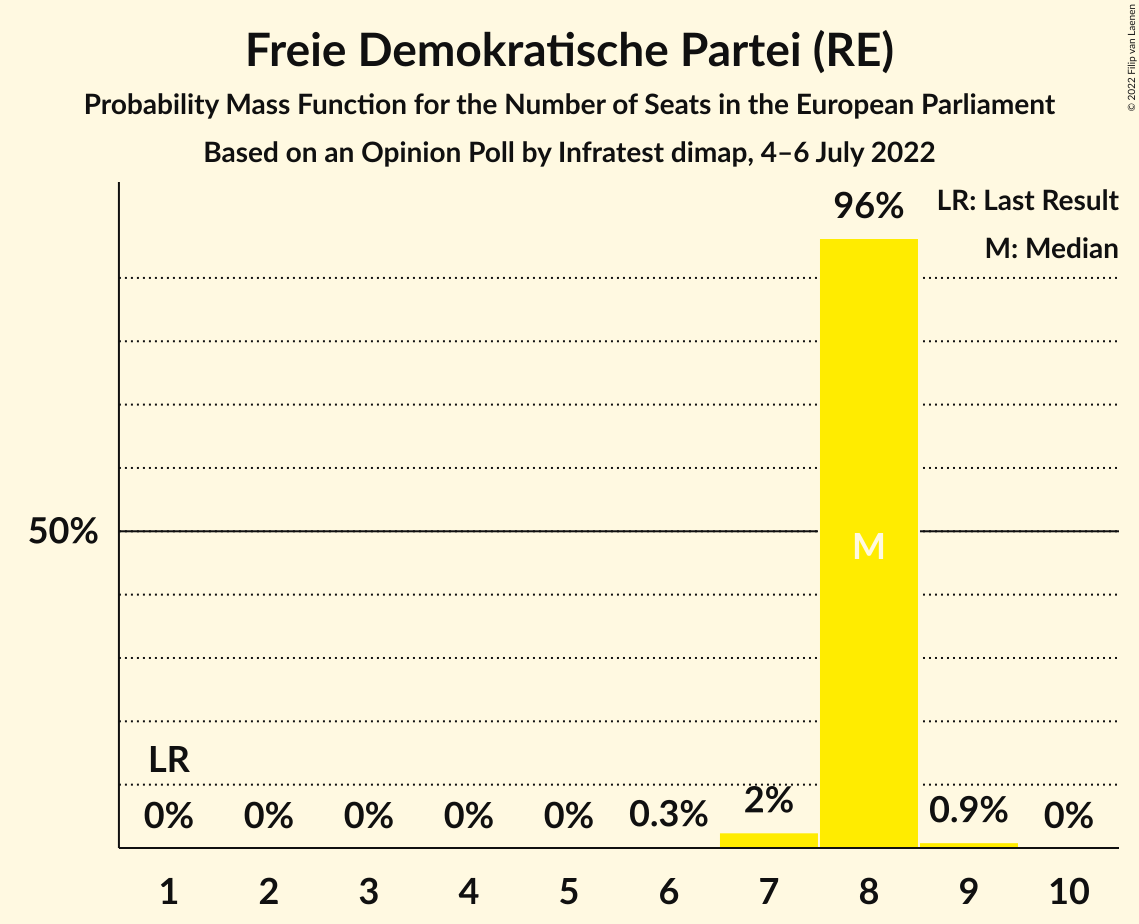 Freie Demokratische Partei (RE)
Probability Mass Function for the Number of Seats in the European Parliament
Based on an Opinion Poll by Infratest dimap, 4–6 July 2022
© 2022 Filip van Laenen
LR: Last Result
M: Median
96%
50%
M
LR
0% 0% 0% 0% 0% 0.3% 2% 0.9% 0%
1 2 3 4 5 6 7 8 9 10